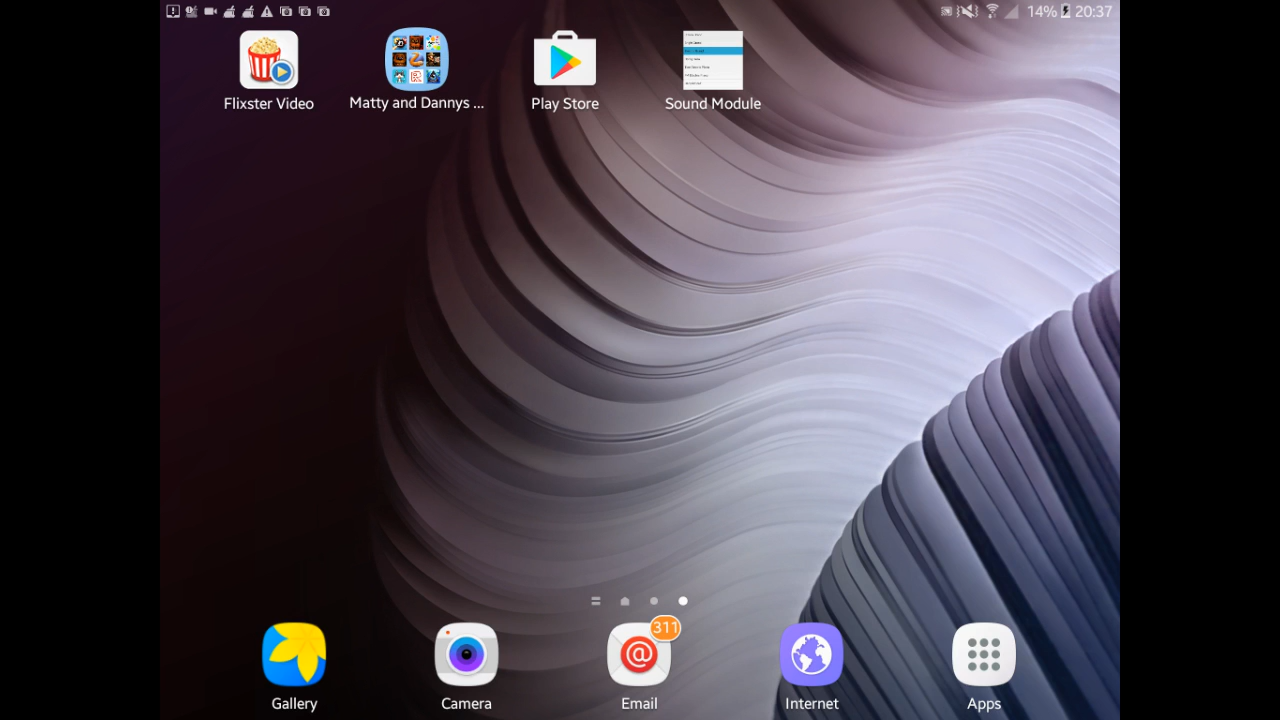 14% 20:37
Flixster Video
Matty and Dannys ...
Play Store
Sound Module
311
Gallery
Camera
Email
Internet
Apps